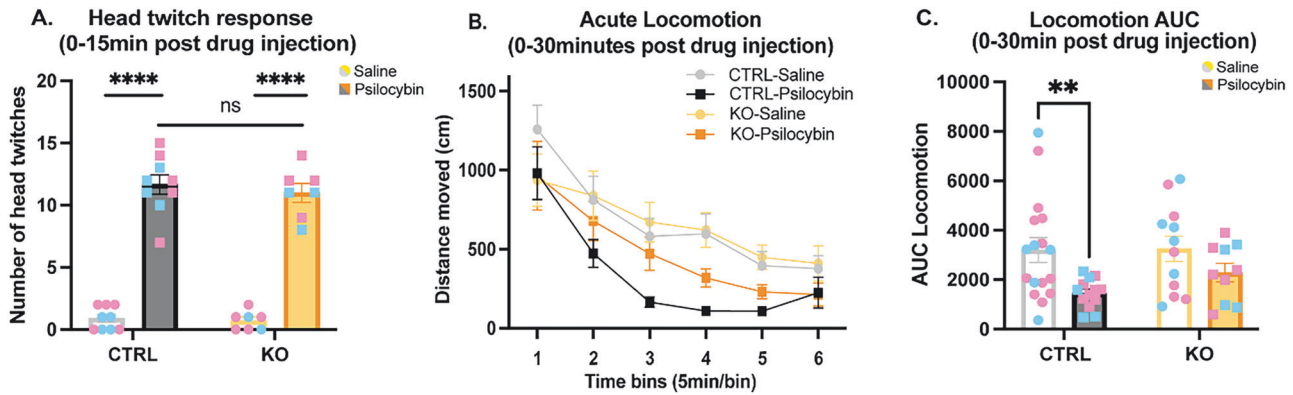 A.
Head twitch response
(0-15min post drug injection)
Number of head twitches
20
15
10
5
0
****
****
ns
Saline
Psilocybin
CTRL
KO
B.
Acute Locomotion
(0-30minutes post drug injection)
Distance moved (cm)
1500
1000
500
0
CTRL-Saline
CTRL-Psilocybin
KO-Saline
KO-Psilocybin
1 2 3 4 5 6
Time bins (5min/bin)
C.
Locomotion AUC
(0-30min post drug injection)
AUC Locomotion
10000
8000
6000
4000
2000
0
**
Saline
Psilocybin
CTRL
KO